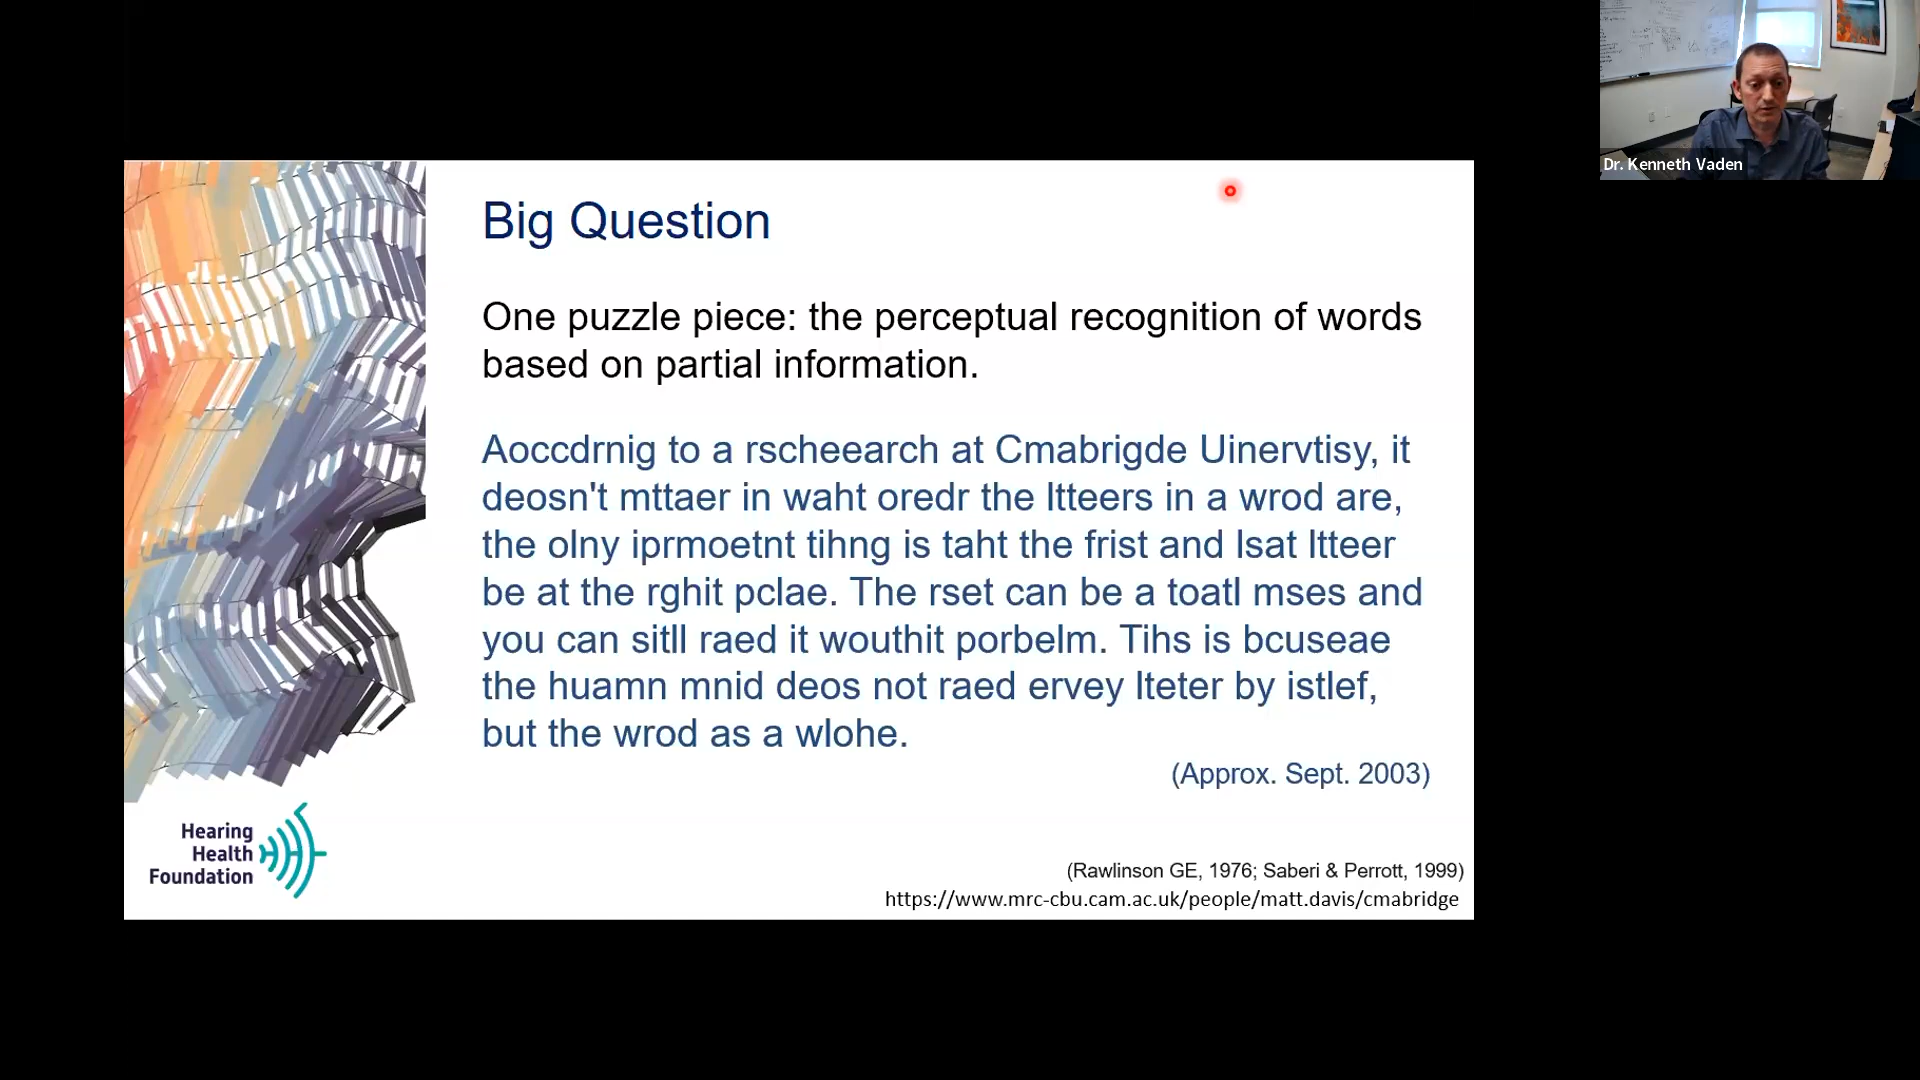 Big Question
One puzzle piece: the perceptual recognition of words
based on partial information.
Aoccdrnig to a rscheearch at Cmabrigde Uinervtisy, it
deosn't mttaer in waht oredr the ltteers in a wrod are,
the olny iprmoetnt tihng is taht the frist and lsat ltteer
be at the rghit pclae. The rset can be a toatl mses and
you can sitll raed it wouthit porbelm. Tihs is bcuseae
the huamn mnid deos not raed ervey lteter by istlef,
but the wrod as a wlohe.
(Approx. Sept. 2003)
Hearing
Health
Foundation
(Rawlinson GE, 1976; Saberi & Perrott, 1999)
https://www.mrc-cbu.cam.ac.uk/people/matt.davis/cmabridge
Dr. Kenneth Vaden